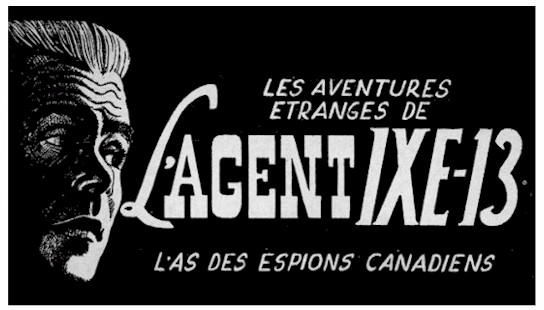 LES AVENTURES
ETRANGES DE
L'AGENT IXE-13
L'AS DES ESPIONS CANADIENS